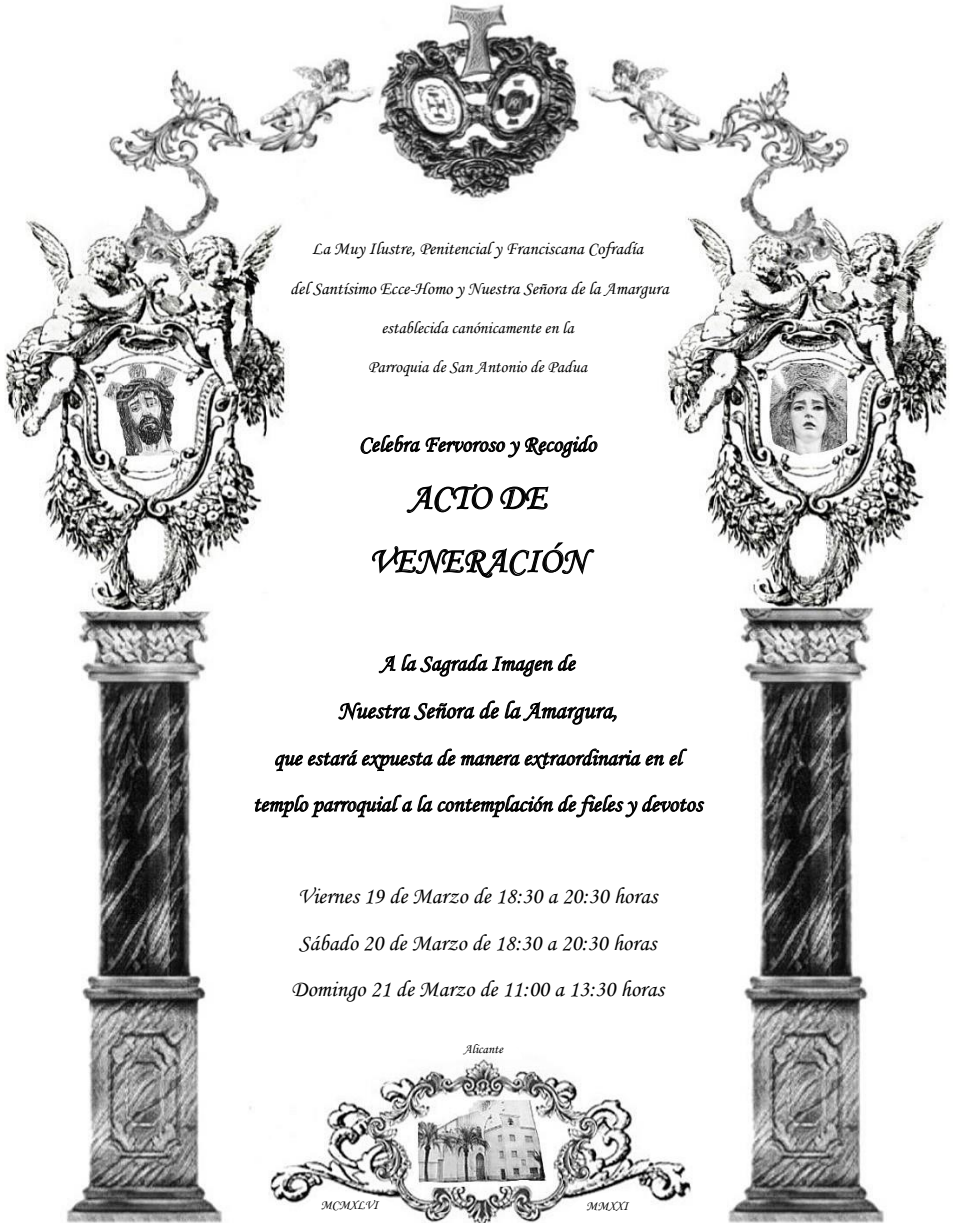 La Muy Ilustre, Penitencial y Franciscana Cofradía
del Santísimo Ecce-Homo y Nuestra Señora de la Amargura
establecida canónicamente en la
Parroquia de San Antonio de Padua
Celebra Fervoroso y Recogido
ACTO DE
VENERACIÓN
A la Sagrada Imagen de
Nuestra Señora de la Amargura,
que estará expuesta de manera extraordinaria en el
templo parroquial a la contemplación de fieles y devotos
Viernes 19 de Marzo de 18:30 a 20:30 horas
Sábado 20 de Marzo de 18:30 a 20:30 horas
Domingo 21 de Marzo de 11:00 a 13:30 horas
Alicante
MCMXLVI
MMXXI